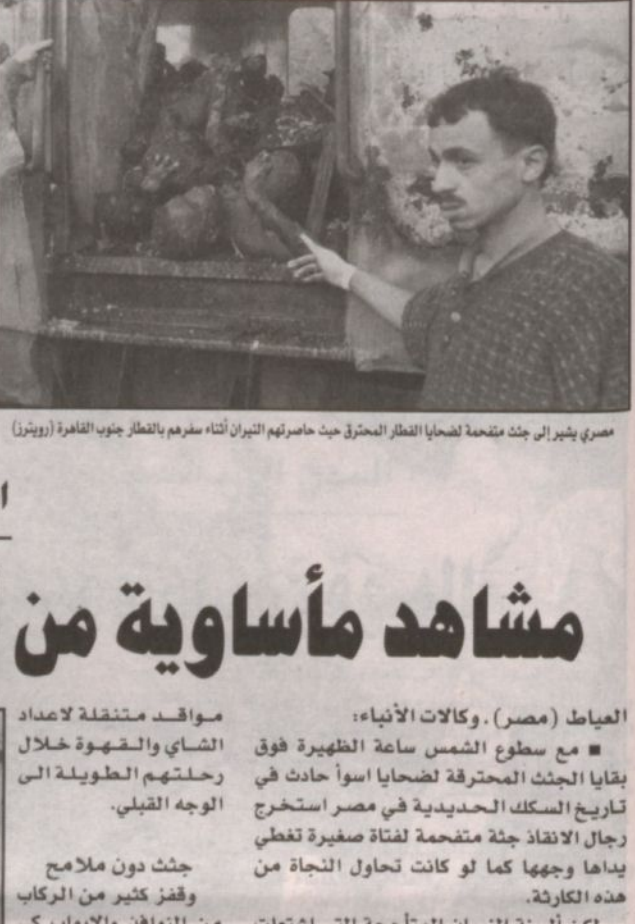 مصري يشير إلى جثث متفحمة لضحايا القطار المحترق حيث حاصرتهم النيران أثناء سفرهم بالقطار جنوب القاهرة (رويترز)
مشاهد مأساوية من
العياط (مصر)، وكالات الأنباء:
■ مع سطوع الشمس ساعة الظهيرة فوق
بقايا الجثث المحترقة لضحايا اسوأ حادث في
تاريخ السكك الحديدية في مصر استخرج
رجال الانقاذ جثة متفحمة لفتاة صغيرة تغطي
يداها وجهها كما لو كانت تحاول النجاة من
هذه الكارثة.
مواقد متنقلة لاعداد
الشاي والقهوة خلال
رحلتهم الطويلة الى
الوجه القبلي.
جثث دون ملامح
وقفز كثير من الركاب